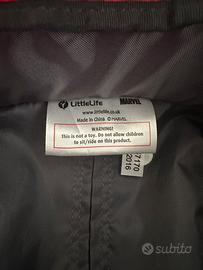 LittleLife MARVEL
www.littlelife.co.uk
Made in China © MARVEL
WARNING!
This is not a toy. Do not allow children
to sit/ride on this product.
7170
2016
subito